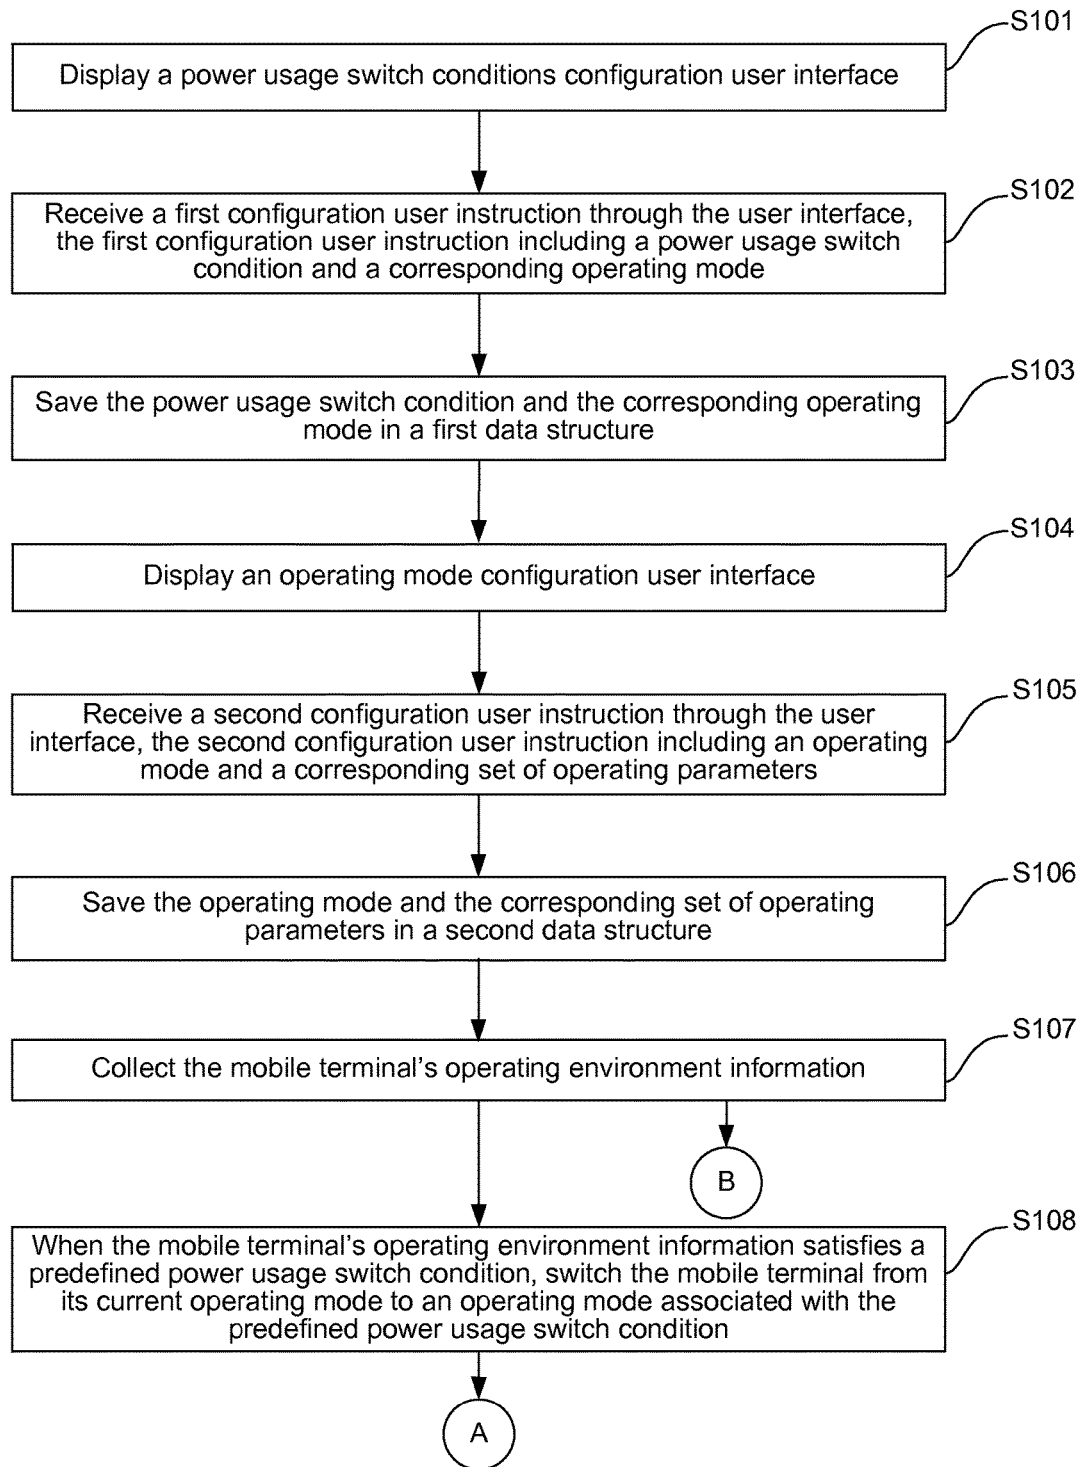 S101
Display a power usage switch conditions configuration user interface
S102
Receive a first configuration user instruction through the user interface,
the first configuration user instruction including a power usage switch
condition and a corresponding operating mode
S103
Save the power usage switch condition and the corresponding operating
mode in a first data structure
S104
Display an operating mode configuration user interface
S105
Receive a second configuration user instruction through the user
interface, the second configuration user instruction including an operating
mode and a corresponding set of operating parameters
S106
Save the operating mode and the corresponding set of operating
parameters in a second data structure
S107
Collect the mobile terminal's operating environment information
B
S108
When the mobile terminal's operating environment information satisfies a
predefined power usage switch condition, switch the mobile terminal from
its current operating mode to an operating mode associated with the
predefined power usage switch condition
A